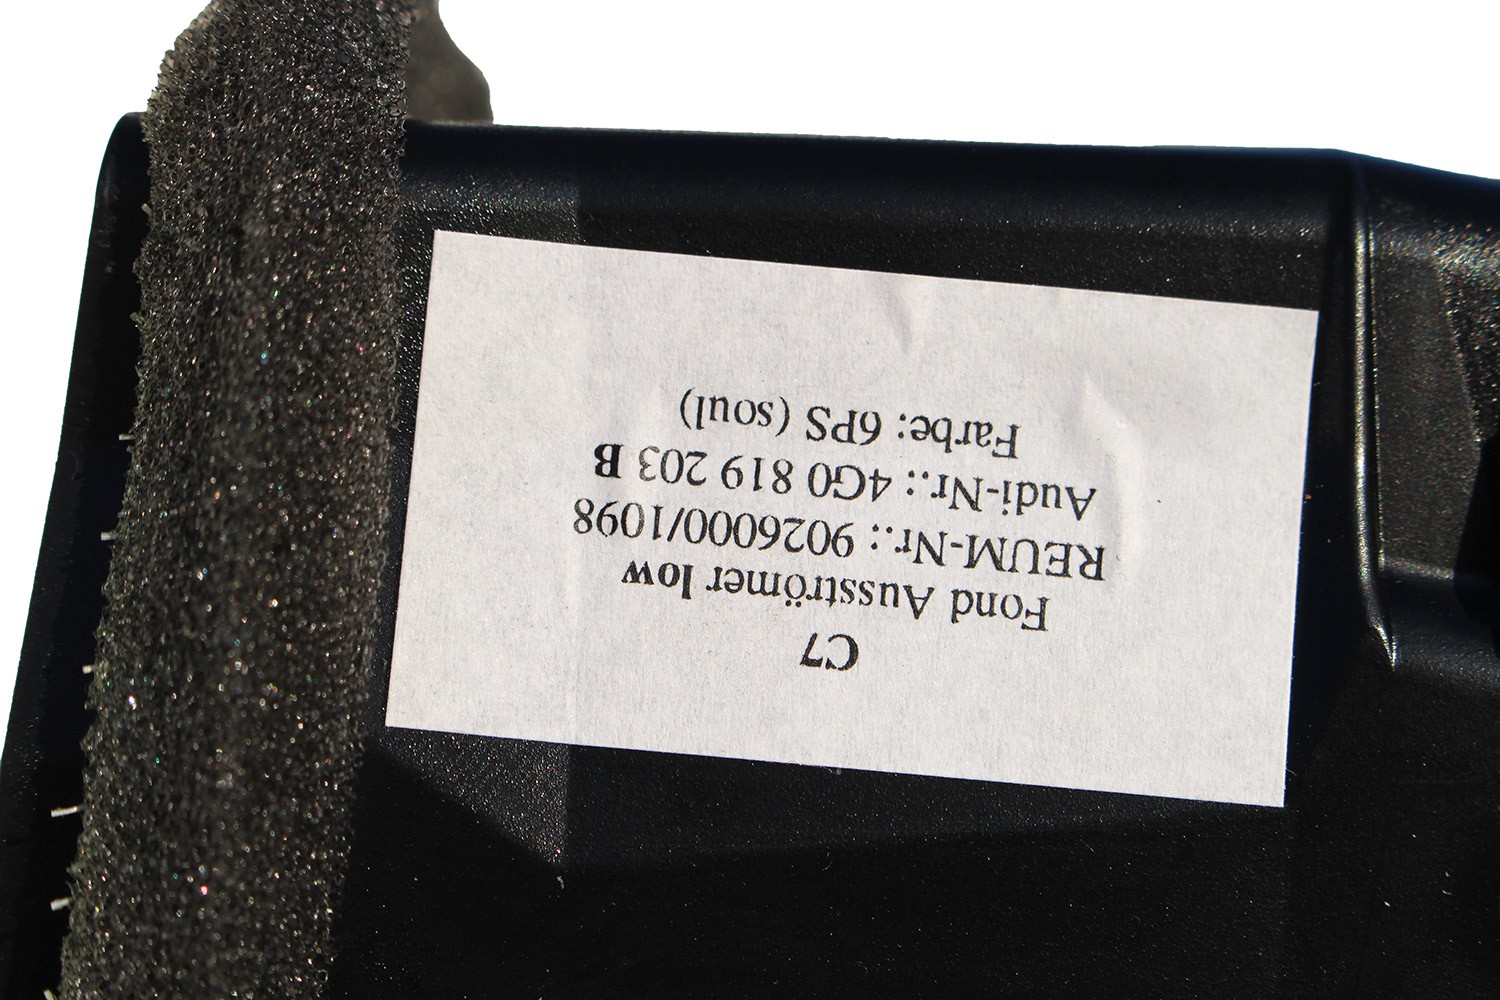 C7
Fond Ausströmer low
REUM-Nr.: 9026000/1098
Audi-Nr.: 4G0 819 203 B
Farbe: 6PS (soul)